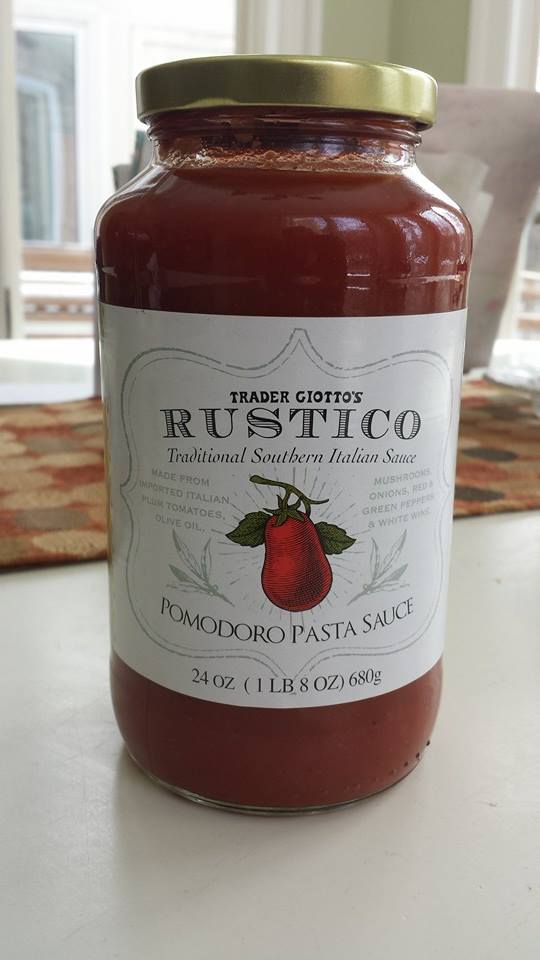 TRADER GIOTTO'S
RUSTICO
Traditional Southern Italian Sauce
MADE FROM
IMPORTED ITALIAN
PLUM TOMATOES,
OLIVE OIL,
MUSHROOMS,
ONIONS, RED &
GREEN PEPPERS
& WHITE WINE
POMODORO PASTA SAUCE
24 OZ ( 1 LB 8 OZ) 680g